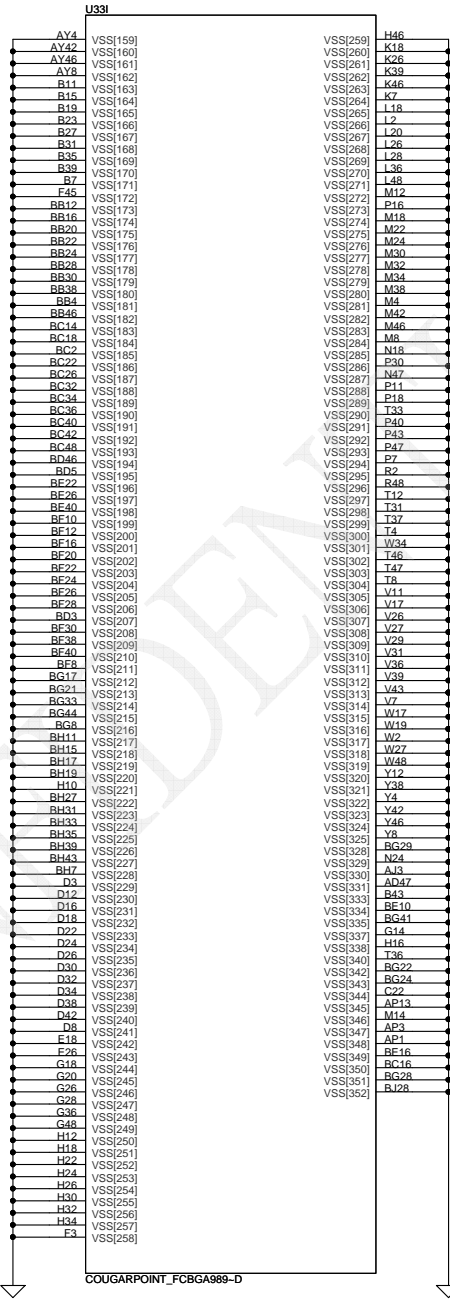 U33I
AY4 VSS[159] VSS[259] H46
AY42 VSS[160] VSS[260] K18
AY46 VSS[161] VSS[261] K26
AY8 VSS[162] VSS[262] K39
B11 VSS[163] VSS[263] K46
B15 VSS[164] VSS[264] K7
B19 VSS[165] VSS[265] L18
B23 VSS[166] VSS[266] L2
B27 VSS[167] VSS[267] L20
B31 VSS[168] VSS[268] L26
B35 VSS[169] VSS[269] L28
B39 VSS[170] VSS[270] L36
B7 VSS[171] VSS[271] L48
F45 VSS[172] VSS[272] M12
BB12 VSS[173] VSS[273] P16
BB16 VSS[174] VSS[274] M18
BB20 VSS[175] VSS[275] M22
BB22 VSS[176] VSS[276] M24
BB24 VSS[177] VSS[277] M30
BB28 VSS[178] VSS[278] M32
BB30 VSS[179] VSS[279] M34
BB38 VSS[180] VSS[280] M38
BB4 VSS[181] VSS[281] M4
BB46 VSS[182] VSS[282] M42
BC14 VSS[183] VSS[283] M46
BC18 VSS[184] VSS[284] M8
BC2 VSS[185] VSS[285] N18
BC22 VSS[186] VSS[286] P30
BC26 VSS[187] VSS[287] N47
BC32 VSS[188] VSS[288] P11
BC34 VSS[189] VSS[289] P18
BC36 VSS[190] VSS[290] T33
BC40 VSS[191] VSS[291] P40
BC42 VSS[192] VSS[292] P43
BC48 VSS[193] VSS[293] P47
BD46 VSS[194] VSS[294] P7
BD5 VSS[195] VSS[295] R2
BE22 VSS[196] VSS[296] R48
BE26 VSS[197] VSS[297] T12
BE40 VSS[198] VSS[298] T31
BF10 VSS[199] VSS[299] T37
BF12 VSS[200] VSS[300] T4
BF16 VSS[201] VSS[301] W34
BF20 VSS[202] VSS[302] T46
BF22 VSS[203] VSS[303] T47
BF24 VSS[204] VSS[304] T8
BF26 VSS[205] VSS[305] V11
BF28 VSS[206] VSS[306] V17
BD3 VSS[207] VSS[307] V26
BF30 VSS[208] VSS[308] V27
BF38 VSS[209] VSS[309] V29
BF40 VSS[210] VSS[310] V31
BF8 VSS[211] VSS[311] V36
BG17 VSS[212] VSS[312] V39
BG21 VSS[213] VSS[313] V43
BG33 VSS[214] VSS[314] V7
BG44 VSS[215] VSS[315] W17
BG8 VSS[216] VSS[316] W19
BH11 VSS[217] VSS[317] W2
BH15 VSS[218] VSS[318] W27
BH17 VSS[219] VSS[319] W48
BH19 VSS[220] VSS[320] Y12
H10 VSS[221] VSS[321] Y38
BH27 VSS[222] VSS[322] Y4
BH31 VSS[223] VSS[323] Y42
BH33 VSS[224] VSS[324] Y46
BH35 VSS[225] VSS[325] Y8
BH39 VSS[226] VSS[328] BG29
BH43 VSS[227] VSS[329] N24
BH7 VSS[228] VSS[330] AJ3
D3 VSS[229] VSS[331] AD47
D12 VSS[230] VSS[333] B43
D16 VSS[231] VSS[334] BE10
D18 VSS[232] VSS[335] BG41
D22 VSS[233] VSS[337] G14
D24 VSS[234] VSS[338] H16
D26 VSS[235] VSS[340] T36
D30 VSS[236] VSS[342] BG22
D32 VSS[237] VSS[343] BG24
D34 VSS[238] VSS[344] C22
D38 VSS[239] VSS[345] AP13
D42 VSS[240] VSS[346] M14
D8 VSS[241] VSS[347] AP3
E18 VSS[242] VSS[348] AP1
E26 VSS[243] VSS[349] BE16
G18 VSS[244] VSS[350] BC16
G20 VSS[245] VSS[351] BG28
G26 VSS[246] VSS[352] BJ28
G28 VSS[247]
G36 VSS[248]
G48 VSS[249]
H12 VSS[250]
H18 VSS[251]
H22 VSS[252]
H24 VSS[253]
H26 VSS[254]
H30 VSS[255]
H32 VSS[256]
H34 VSS[257]
F3 VSS[258]
COUGARPOINT_FCBGA989~D